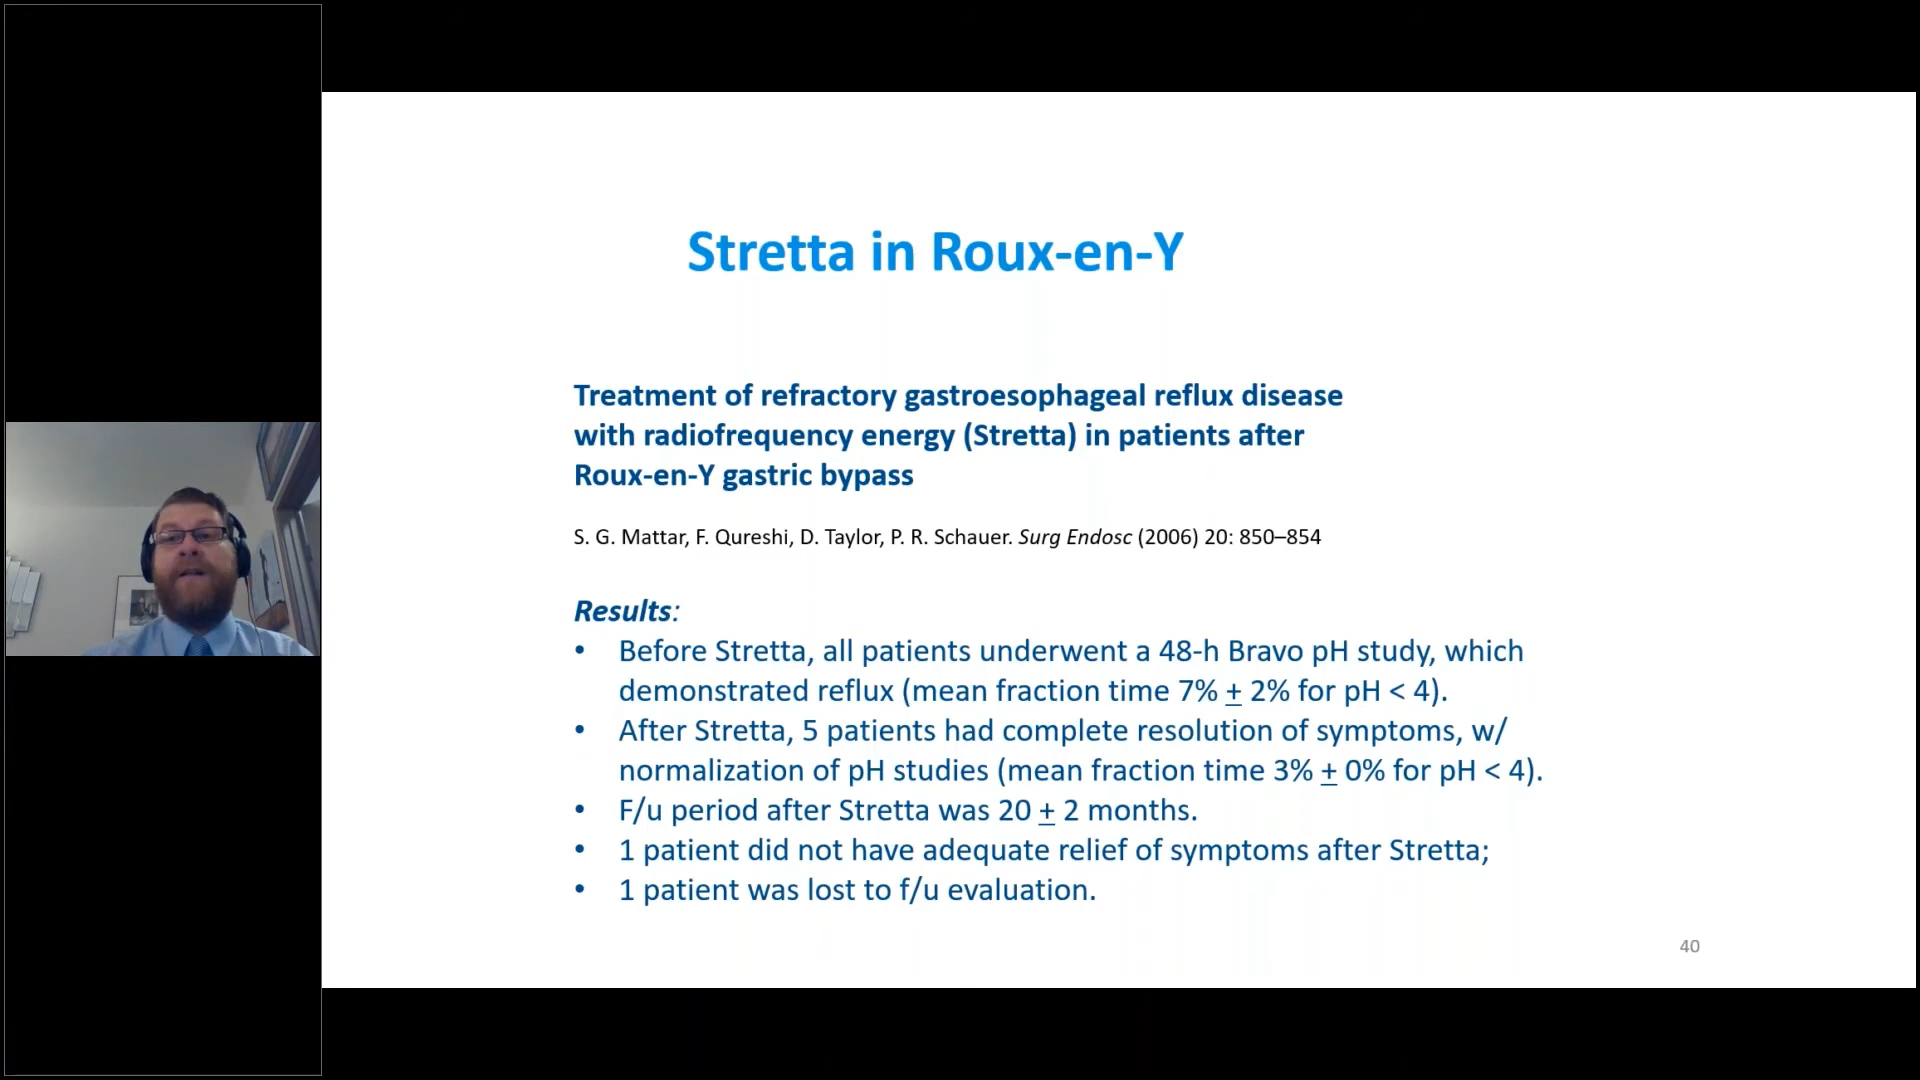 Stretta in Roux-en-Y
Treatment of refractory gastroesophageal reflux disease
with radiofrequency energy (Stretta) in patients after
Roux-en-Y gastric bypass
S. G. Mattar, F. Qureshi, D. Taylor, P. R. Schauer. Surg Endosc (2006) 20: 850–854
Results:
• Before Stretta, all patients underwent a 48-h Bravo pH study, which
demonstrated reflux (mean fraction time 7% ± 2% for pH < 4).
• After Stretta, 5 patients had complete resolution of symptoms, w/
normalization of pH studies (mean fraction time 3% ± 0% for pH < 4).
• F/u period after Stretta was 20 ± 2 months.
• 1 patient did not have adequate relief of symptoms after Stretta;
• 1 patient was lost to f/u evaluation.
40